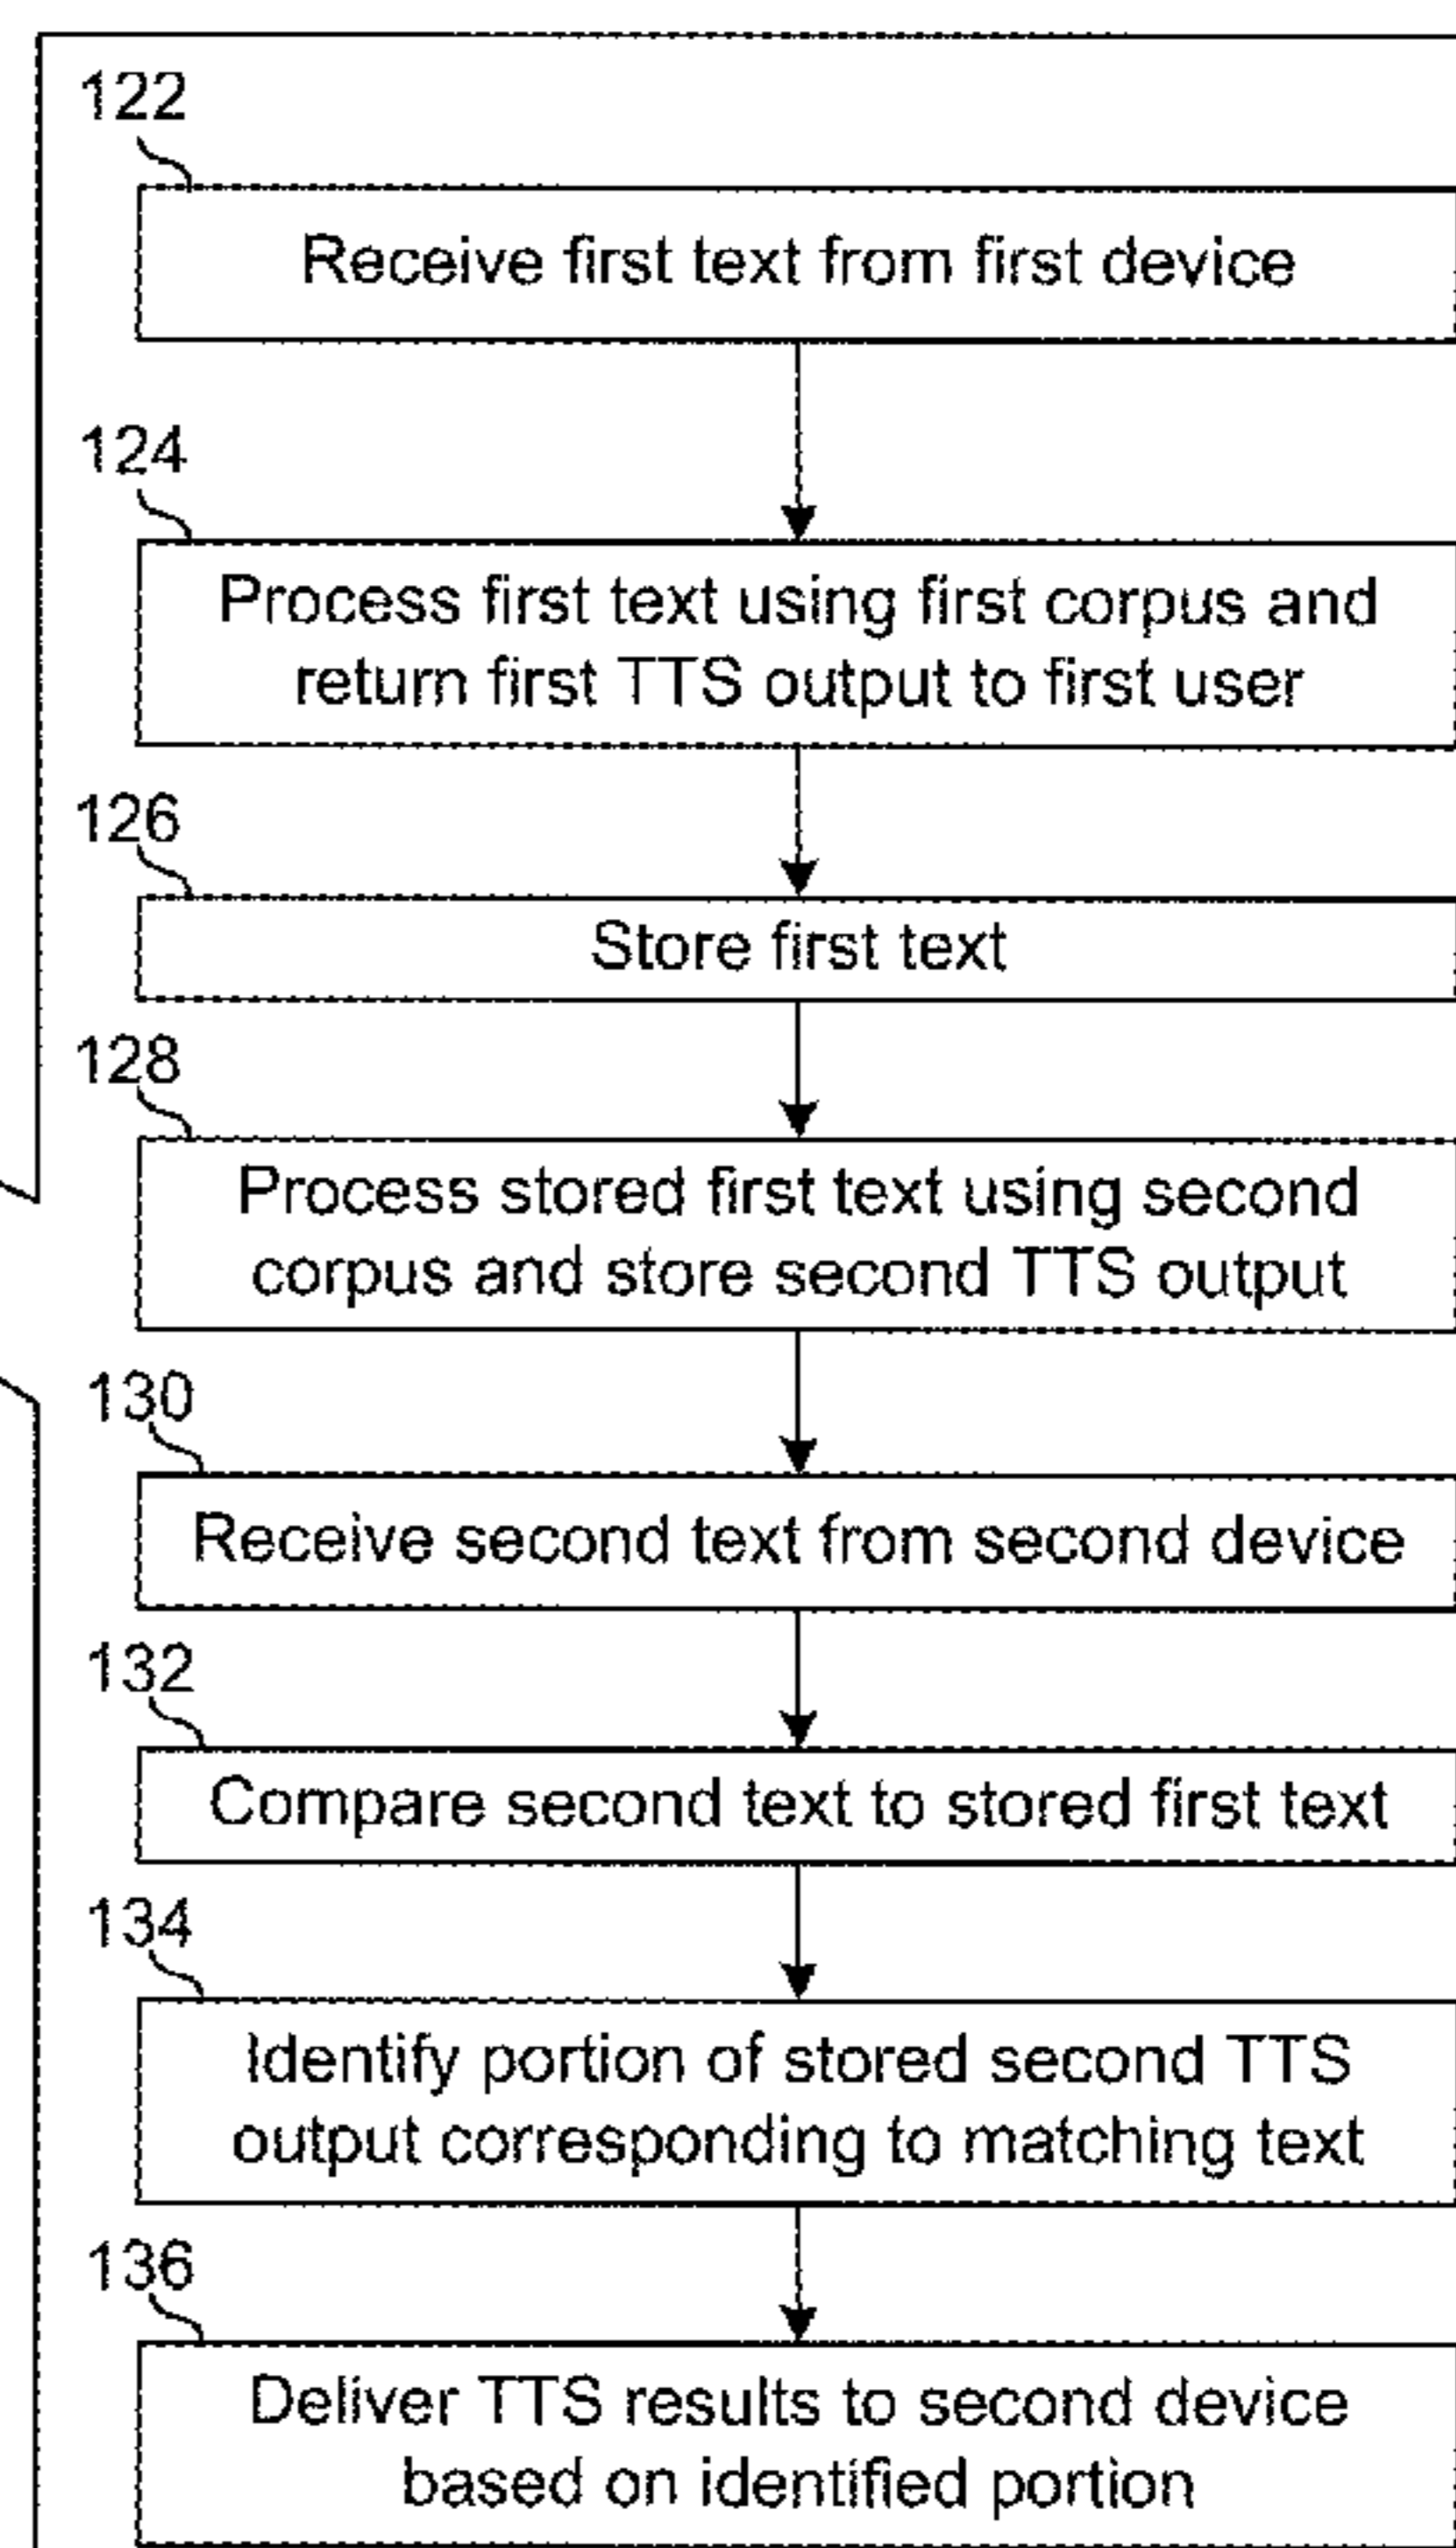 122
Receive first text from first device
124
Process first text using first corpus and
return first TTS output to first user
126
Store first text
128
Process stored first text using second
corpus and store second TTS output
130
Receive second text from second device
132
Compare second text to stored first text
134
Identify portion of stored second TTS
output corresponding to matching text
136
Deliver TTS results to second device
based on identified portion